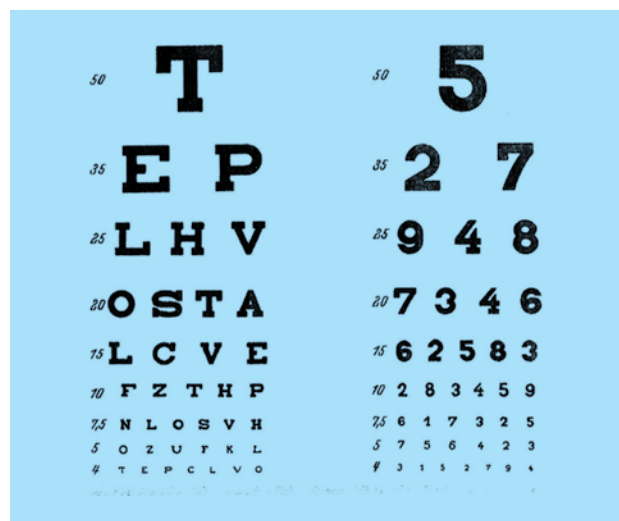 50 T
35 E P
25 L H V
20 O S T A
15 L C V E
10 F Z T H P
7,5 N L O S V H
5 O Z U F K L
4 T E P C L V O
50 5
35 2 7
25 9 4 8
20 7 3 4 6
15 6 2 5 8 3
10 2 8 3 4 5 9
7,5 6 1 7 3 2 5
5 7 5 6 4 2 3
4 3 1 5 2 7 9 4